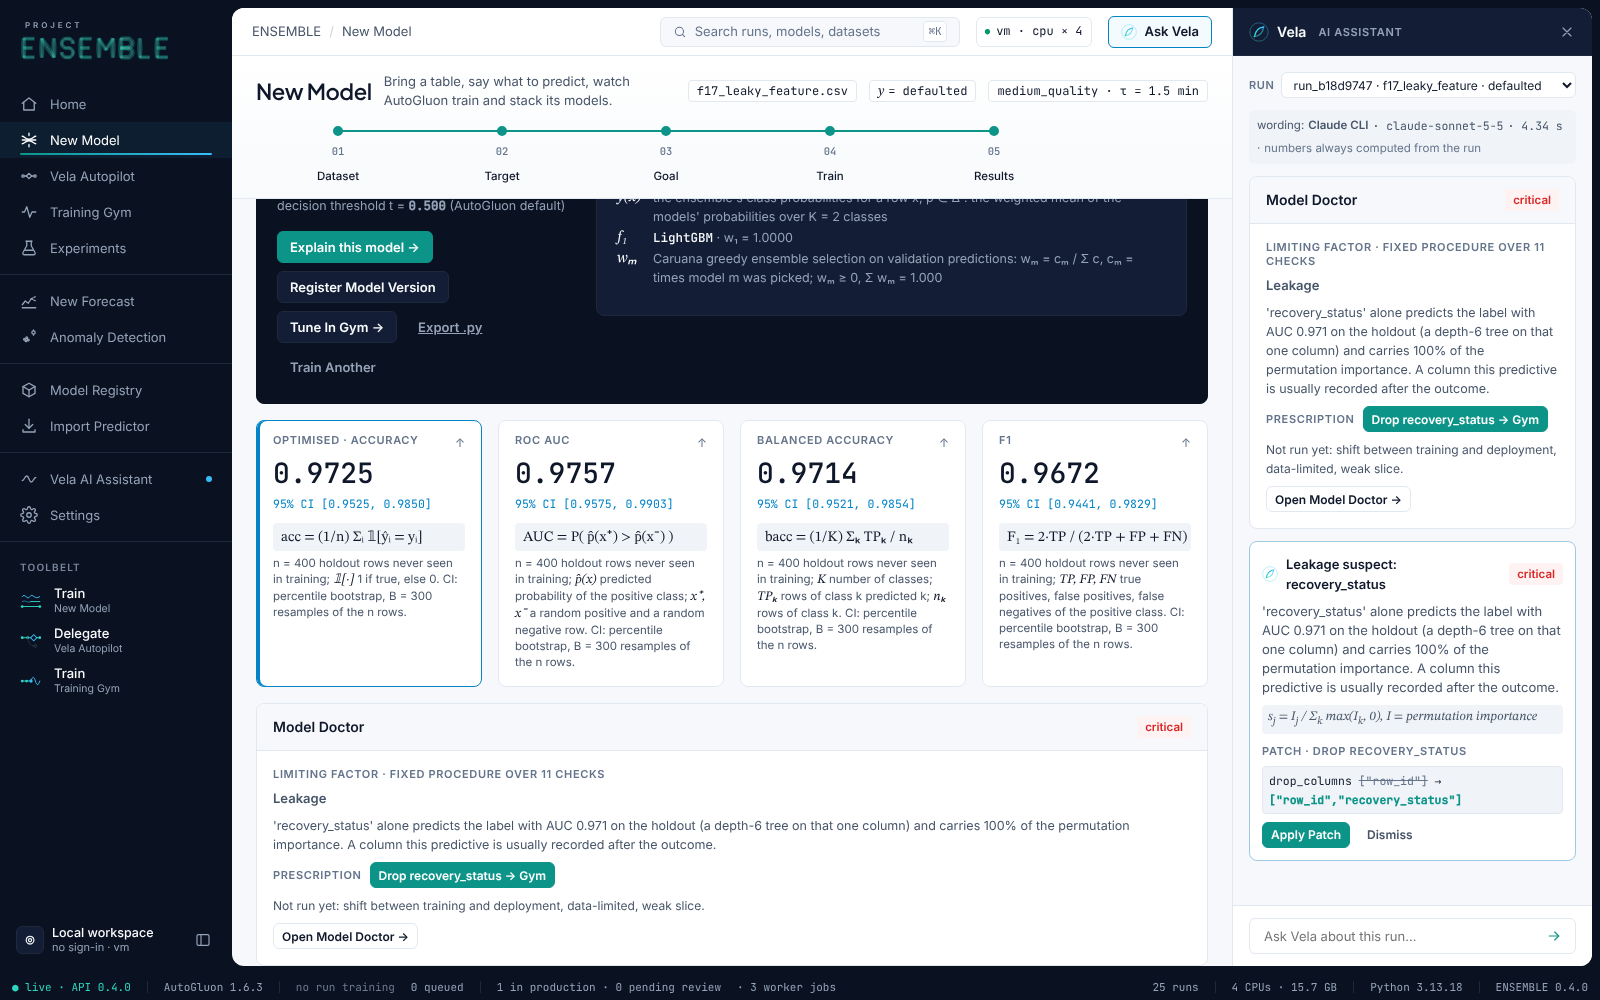 PROJECT
ENSEMBLE
Home
New Model
Vela Autopilot
Training Gym
Experiments
New Forecast
Anomaly Detection
Model Registry
Import Predictor
Vela AI Assistant
Settings
TOOLBELT
Train
New Model
Delegate
Vela Autopilot
Train
Training Gym
Local workspace
no sign-in · vm
ENSEMBLE / New Model
Search runs, models, datasets ⌘K
vm · cpu × 4
Ask Vela
New Model
Bring a table, say what to predict, watch
AutoGluon train and stack its models.
f17_leaky_feature.csv
y = defaulted
medium_quality · τ = 1.5 min
01 02 03 04 05
Dataset Target Goal Train Results
decision threshold t = 0.500 (AutoGluon default)
Explain this model →
Register Model Version
Tune In Gym → Export .py
Train Another
models' probabilities over K = 2 classes
f₁ LightGBM · w₁ = 1.0000
wₘ Caruana greedy ensemble selection on validation predictions: wₘ = cₘ / Σ c, cₘ =
times model m was picked; wₘ ≥ 0, Σ wₘ = 1.000
OPTIMISED · ACCURACY ↑
0.9725
95% CI [0.9525, 0.9850]
acc = (1/n) Σᵢ 𝟙[ŷᵢ = yᵢ]
n = 400 holdout rows never seen
in training; 𝟙[·] 1 if true, else 0. CI:
percentile bootstrap, B = 300
resamples of the n rows.
ROC AUC ↑
0.9757
95% CI [0.9575, 0.9903]
AUC = P( p̂(x⁺) > p̂(x⁻) )
n = 400 holdout rows never seen
in training; p̂(x) predicted
probability of the positive class; x⁺,
x⁻ a random positive and a random
negative row. CI: percentile
bootstrap, B = 300 resamples of
the n rows.
BALANCED ACCURACY ↑
0.9714
95% CI [0.9521, 0.9854]
bacc = (1/K) Σₖ TPₖ / nₖ
n = 400 holdout rows never seen
in training; K number of classes;
TPₖ rows of class k predicted k; nₖ
rows of class k. CI: percentile
bootstrap, B = 300 resamples of
the n rows.
F1 ↑
0.9672
95% CI [0.9441, 0.9829]
F₁ = 2·TP / (2·TP + FP + FN)
n = 400 holdout rows never seen
in training; TP, FP, FN true
positives, false positives, false
negatives of the positive class. CI:
percentile bootstrap, B = 300
resamples of the n rows.
Model Doctor critical
LIMITING FACTOR · FIXED PROCEDURE OVER 11 CHECKS
Leakage
'recovery_status' alone predicts the label with AUC 0.971 on the holdout (a depth-6 tree on that one column) and carries 100% of the permutation
importance. A column this predictive is usually recorded after the outcome.
PRESCRIPTION Drop recovery_status → Gym
Not run yet: shift between training and deployment, data-limited, weak slice.
Open Model Doctor →
Vela AI ASSISTANT
RUN run_b18d9747 · f17_leaky_feature · defaulted
wording: Claude CLI · claude-sonnet-5-5 · 4.34 s
· numbers always computed from the run
Model Doctor critical
LIMITING FACTOR · FIXED PROCEDURE OVER 11
CHECKS
Leakage
'recovery_status' alone predicts the label with
AUC 0.971 on the holdout (a depth-6 tree on that
one column) and carries 100% of the
permutation importance. A column this predictive
is usually recorded after the outcome.
PRESCRIPTION Drop recovery_status → Gym
Not run yet: shift between training and deployment,
data-limited, weak slice.
Open Model Doctor →
Leakage suspect:
recovery_status
critical
'recovery_status' alone predicts the label with
AUC 0.971 on the holdout (a depth-6 tree on that
one column) and carries 100% of the
permutation importance. A column this
predictive is usually recorded after the outcome.
sⱼ = Iⱼ / Σₖ max(Iₖ, 0), I = permutation importance
PATCH · DROP RECOVERY_STATUS
drop_columns ["row_id"] →
["row_id","recovery_status"]
Apply Patch Dismiss
Ask Vela about this run... →
live · API 0.4.0
AutoGluon 1.6.3
no run training 0 queued
1 in production · 0 pending review · 3 worker jobs
25 runs
4 CPUs · 15.7 GB
Python 3.13.18
ENSEMBLE 0.4.0